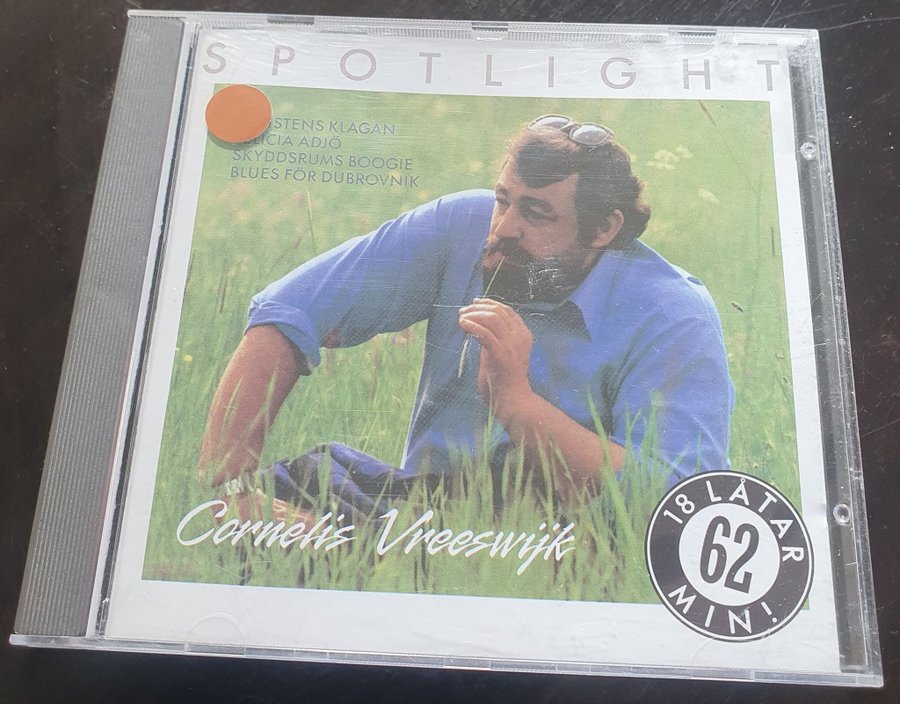 SPOTLIGHT
KLAGAN
ADJÖ
SKYDDSRUMS BOOGIE
BLUES FÖR DUBROVNIK
Cornelis Vreeswijk
18 LÅTAR
62
MIN!